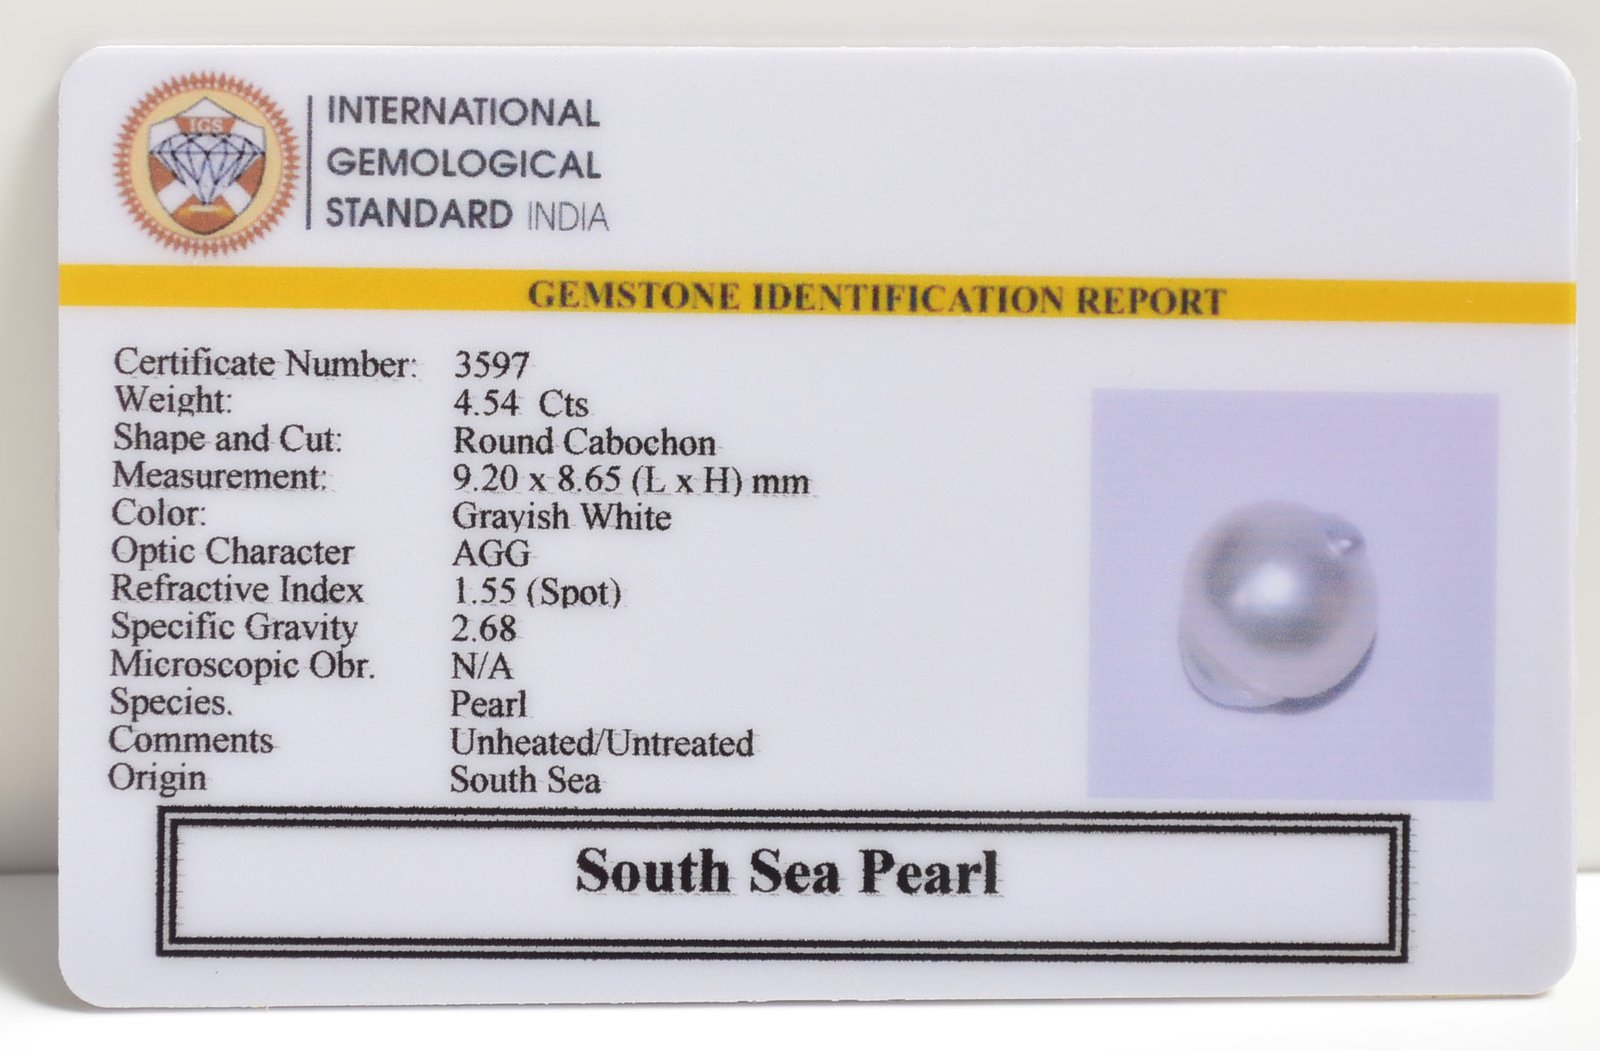 IGS
INTERNATIONAL
GEMOLOGICAL
STANDARD INDIA
GEMSTONE IDENTIFICATION REPORT
Certificate Number: 3597
Weight: 4.54 Cts
Shape and Cut: Round Cabochon
Measurement: 9.20 x 8.65 (L x H) mm
Color: Grayish White
Optic Character AGG
Refractive Index 1.55 (Spot)
Specific Gravity 2.68
Microscopic Obr. N/A
Species. Pearl
Comments Unheated/Untreated
Origin South Sea
South Sea Pearl